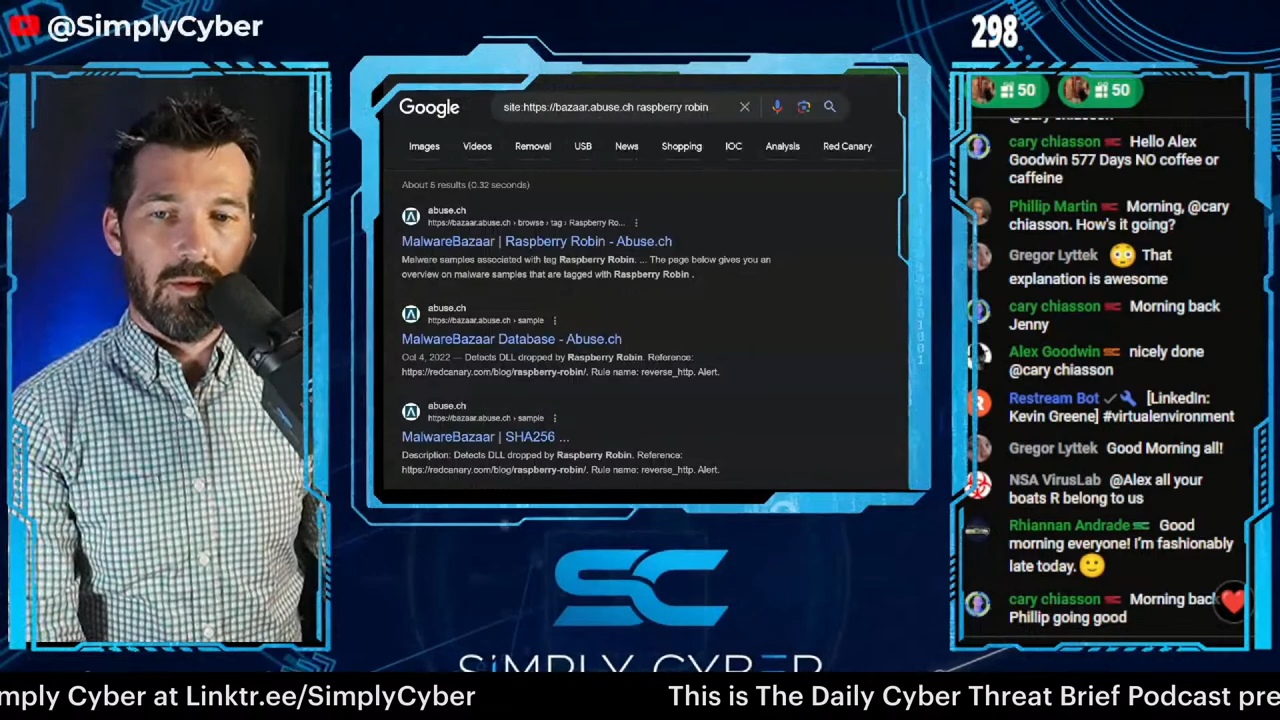 @SimplyCyber
298
Google
site:https://bazaar.abuse.ch raspberry robin
Images Videos Removal USB News Shopping IOC Analysis Red Canary
About 5 results (0.32 seconds)
abuse.ch
https://bazaar.abuse.ch › browse › tag › Raspberry Ro...
MalwareBazaar | Raspberry Robin - Abuse.ch
Malware samples associated with tag Raspberry Robin. ... The page below gives you an
overview on malware samples that are tagged with Raspberry Robin .
abuse.ch
https://bazaar.abuse.ch › sample
MalwareBazaar Database - Abuse.ch
Oct 4, 2022 — Detects DLL dropped by Raspberry Robin. Reference:
https://redcanary.com/blog/raspberry-robin/. Rule name: reverse_http. Alert.
abuse.ch
https://bazaar.abuse.ch › sample
MalwareBazaar | SHA256 ...
Description: Detects DLL dropped by Raspberry Robin. Reference:
https://redcanary.com/blog/raspberry-robin/. Rule name: reverse_http. Alert.
50 50
@cary chiasson
cary chiasson Hello Alex
Goodwin 577 Days NO coffee or
caffeine
Phillip Martin Morning, @cary
chiasson. How's it going?
Gregor Lyttek 😳 That
explanation is awesome
cary chiasson Morning back
Jenny
Alex Goodwin nicely done
@cary chiasson
Restream Bot [LinkedIn:
Kevin Greene] #virtualenvironment
Gregor Lyttek Good Morning all!
NSA VirusLab @Alex all your
boats R belong to us
Rhiannan Andrade Good
morning everyone! I'm fashionably
late today. 🙂
cary chiasson Morning back
Phillip going good
SC
SIMPLY CYBER
mply Cyber at Linktr.ee/SimplyCyber
This is The Daily Cyber Threat Brief Podcast pre